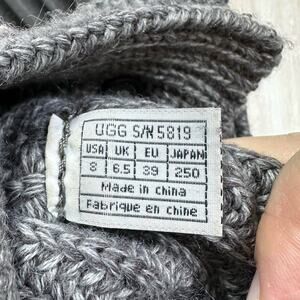 UGG S/N 5819
USA UK EU JAPAN
8 6.5 39 250
Made in china
Fabrique en chine